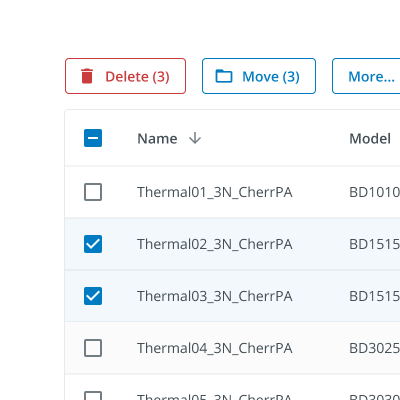 Delete (3) Move (3) More...
Name Model
Thermal01_3N_CherrPA BD1010
Thermal02_3N_CherrPA BD1515
Thermal03_3N_CherrPA BD1515
Thermal04_3N_CherrPA BD3025
Thermal05_3N_CherrPA BD3030